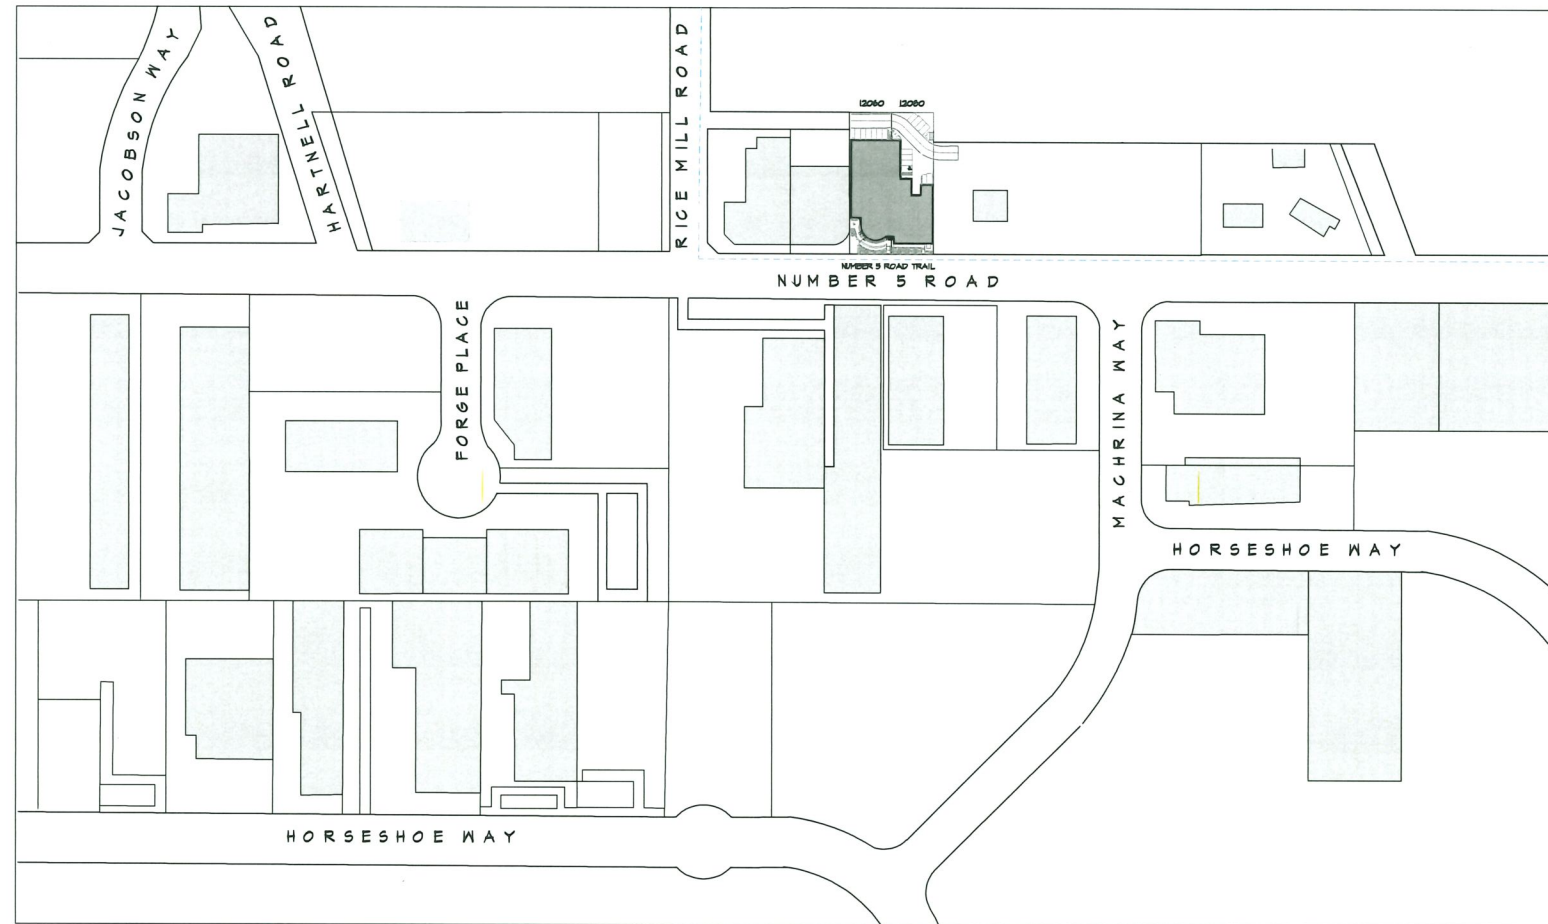 JACOBSON WAY
HARTNELL ROAD
RICE MILL ROAD
12080 12080
NUMBER 5 ROAD TRAIL
NUMBER 5 ROAD
FORGE PLACE
MACHRINA WAY
HORSESHOE WAY
HORSESHOE WAY